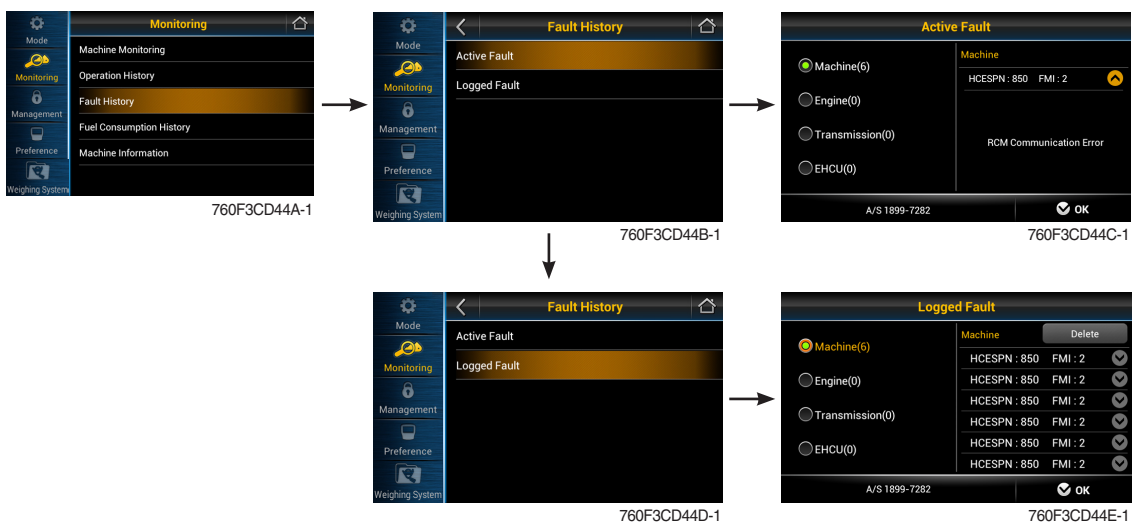 Monitoring
Mode
Monitoring
Management
Preference
Weighing System
Machine Monitoring
Operation History
Fault History
Fuel Consumption History
Machine Information
760F3CD44A-1
Fault History
Mode
Monitoring
Management
Preference
Weighing System
Active Fault
Logged Fault
760F3CD44B-1
Active Fault
Machine(6)
Engine(0)
Transmission(0)
EHCU(0)
Machine
HCESPN : 850 FMI : 2
RCM Communication Error
A/S 1899-7282
OK
760F3CD44C-1
Fault History
Mode
Monitoring
Management
Preference
Weighing System
Active Fault
Logged Fault
760F3CD44D-1
Logged Fault
Machine(6)
Engine(0)
Transmission(0)
EHCU(0)
Machine
Delete
HCESPN : 850 FMI : 2
HCESPN : 850 FMI : 2
HCESPN : 850 FMI : 2
HCESPN : 850 FMI : 2
HCESPN : 850 FMI : 2
HCESPN : 850 FMI : 2
A/S 1899-7282
OK
760F3CD44E-1